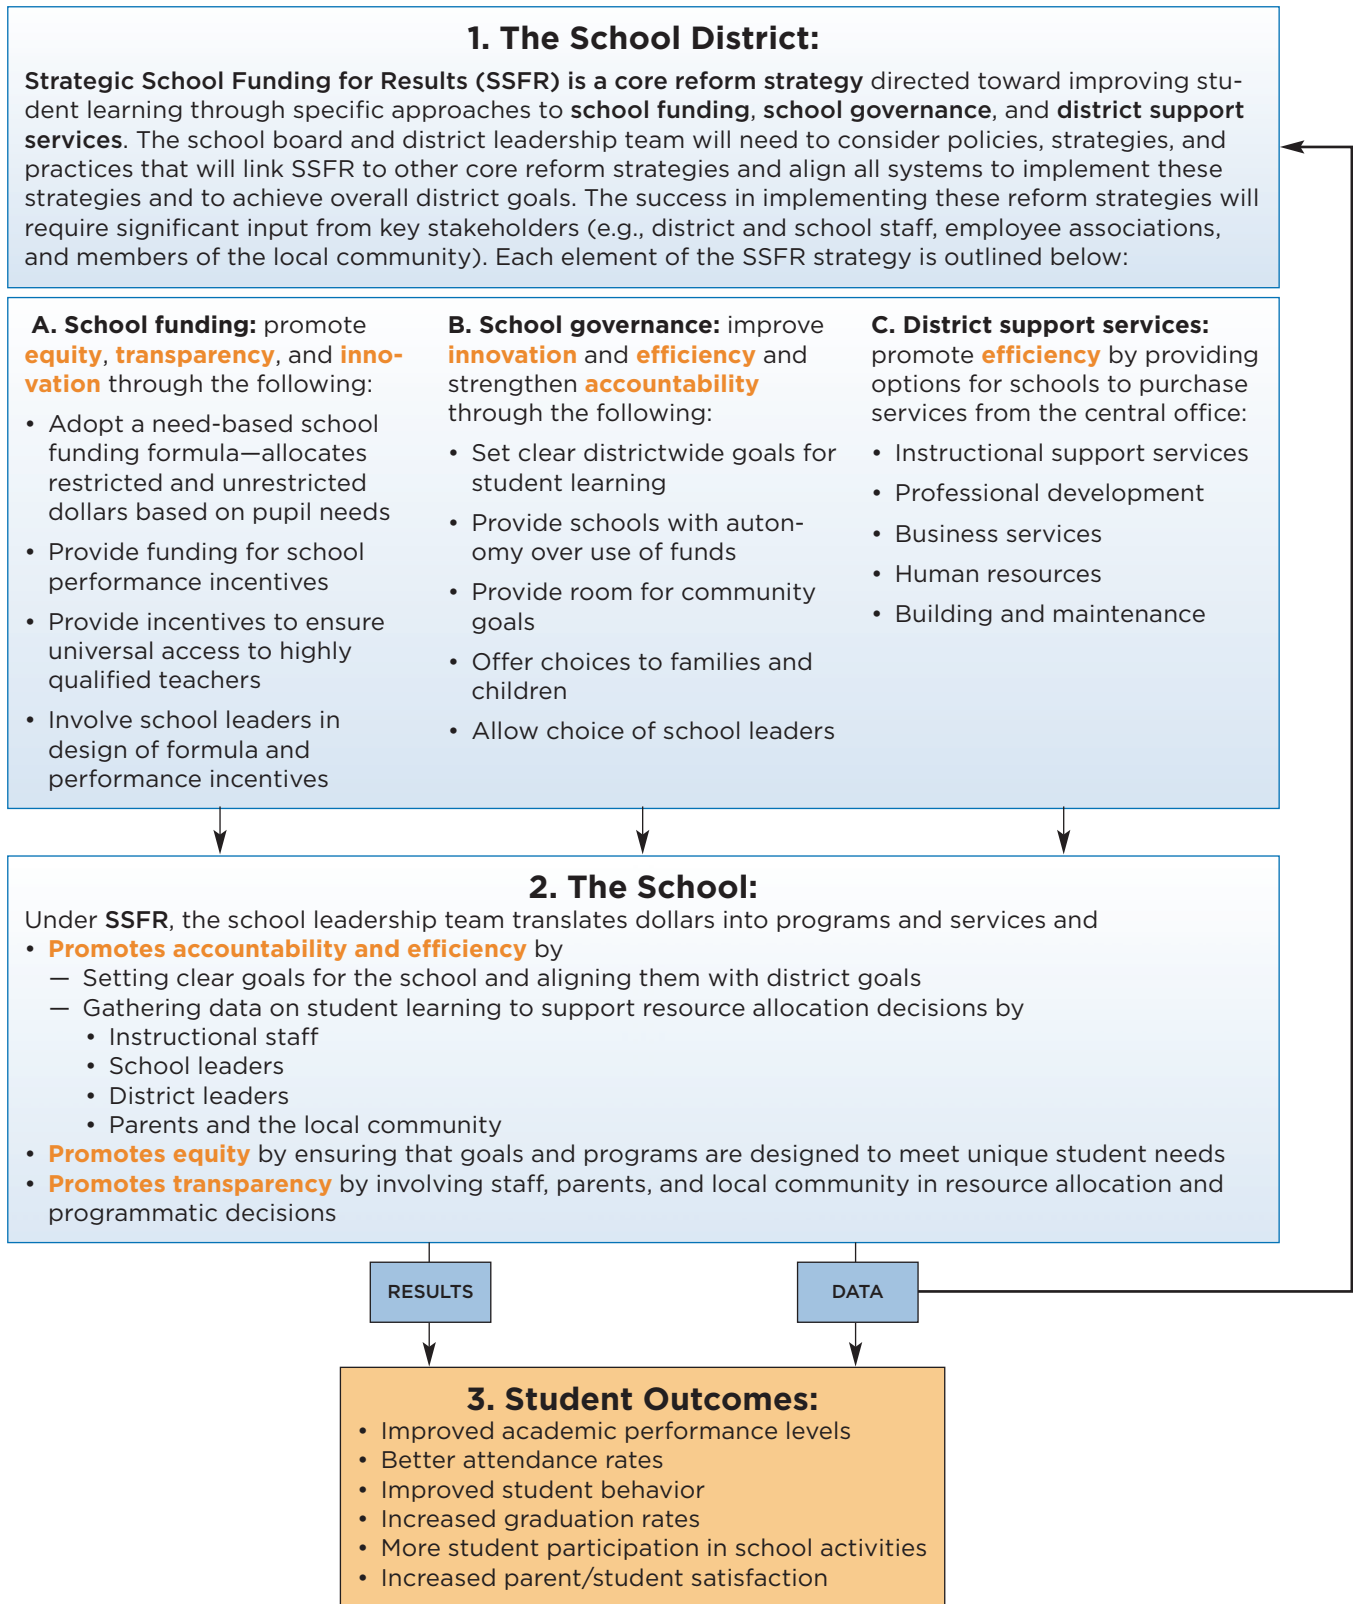 1. The School District:
Strategic School Funding for Results (SSFR) is a core reform strategy directed toward improving stu-
dent learning through specific approaches to school funding, school governance, and district support
services. The school board and district leadership team will need to consider policies, strategies, and
practices that will link SSFR to other core reform strategies and align all systems to implement these
strategies and to achieve overall district goals. The success in implementing these reform strategies will
require significant input from key stakeholders (e.g., district and school staff, employee associations,
and members of the local community). Each element of the SSFR strategy is outlined below:
A. School funding: promote
equity, transparency, and inno-
vation through the following:
• Adopt a need-based school
funding formula—allocates
restricted and unrestricted
dollars based on pupil needs
• Provide funding for school
performance incentives
• Provide incentives to ensure
universal access to highly
qualified teachers
• Involve school leaders in
design of formula and
performance incentives
B. School governance: improve
innovation and efficiency and
strengthen accountability
through the following:
• Set clear districtwide goals for
student learning
• Provide schools with auton-
omy over use of funds
• Provide room for community
goals
• Offer choices to families and
children
• Allow choice of school leaders
C. District support services:
promote efficiency by providing
options for schools to purchase
services from the central office:
• Instructional support services
• Professional development
• Business services
• Human resources
• Building and maintenance
2. The School:
Under SSFR, the school leadership team translates dollars into programs and services and
• Promotes accountability and efficiency by
— Setting clear goals for the school and aligning them with district goals
— Gathering data on student learning to support resource allocation decisions by
• Instructional staff
• School leaders
• District leaders
• Parents and the local community
• Promotes equity by ensuring that goals and programs are designed to meet unique student needs
• Promotes transparency by involving staff, parents, and local community in resource allocation and
programmatic decisions
RESULTS
DATA
3. Student Outcomes:
• Improved academic performance levels
• Better attendance rates
• Improved student behavior
• Increased graduation rates
• More student participation in school activities
• Increased parent/student satisfaction